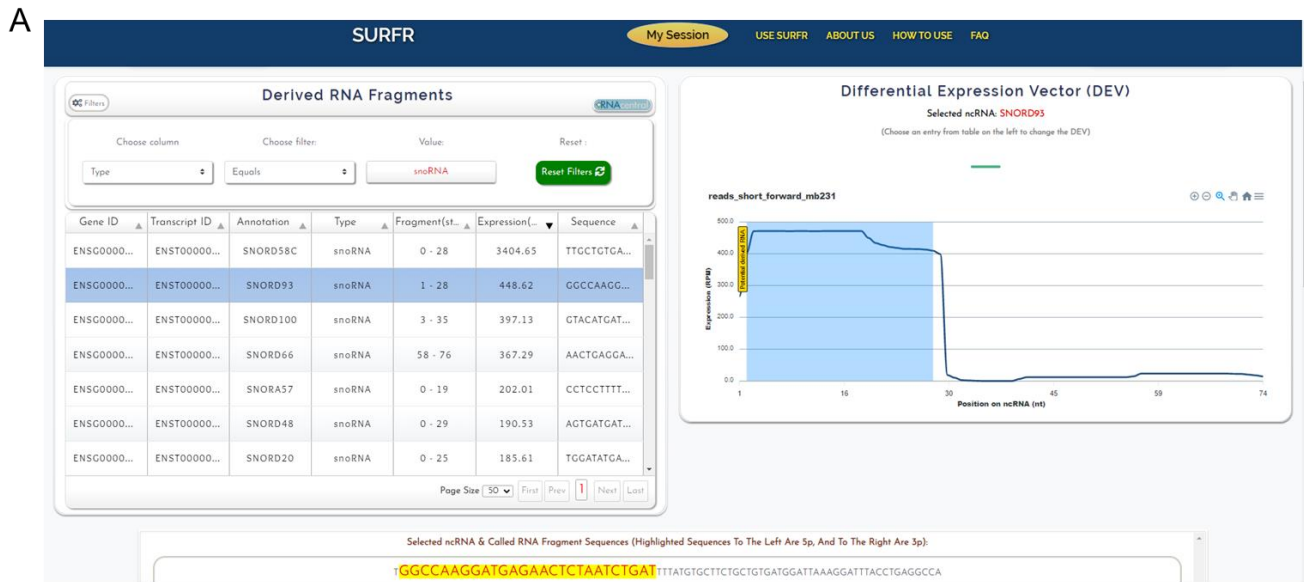 A
SURFR
My Session
USE SURFR ABOUT US HOW TO USE FAQ
Filters
Derived RNA Fragments
RNAcentral
Choose column Choose filter: Value: Reset :
Type Equals snoRNA Reset Filters
Gene ID Transcript ID Annotation Type Fragment(st... Expression(... Sequence
ENSG0000... ENST00000... SNORD58C snoRNA 0 - 28 3404.65 TTGCTGTGA...
ENSG0000... ENST00000... SNORD93 snoRNA 1 - 28 448.62 GGCCAAGG...
ENSG0000... ENST00000... SNORD100 snoRNA 3 - 35 397.13 GTACATGAT...
ENSG0000... ENST00000... SNORD66 snoRNA 58 - 76 367.29 AACTGAGGA...
ENSG0000... ENST00000... SNORA57 snoRNA 0 - 19 202.01 CCTCCTTTT...
ENSG0000... ENST00000... SNORD48 snoRNA 0 - 29 190.53 AGTGATGAT...
ENSG0000... ENST00000... SNORD20 snoRNA 0 - 25 185.61 TGGATATGA...
Page Size 50 First Prev 1 Next Last
Differential Expression Vector (DEV)
Selected ncRNA: SNORD93
(Choose an entry from table on the left to change the DEV)
reads_short_forward_mb231
500.0
400.0
300.0
200.0
100.0
0.0
Expression (RPM)
Potential derived RNA
1 16 30 45 59 74
Position on ncRNA (nt)
Selected ncRNA & Called RNA Fragment Sequences (Highlighted Sequences To The Left Are 5p, And To The Right Are 3p):
TGGCCAAGGATGAGAACTCTAATCTGATTTTATGTGCTTCTGCTGTGATGGATTAAAGGATTTACCTGAGGCCA